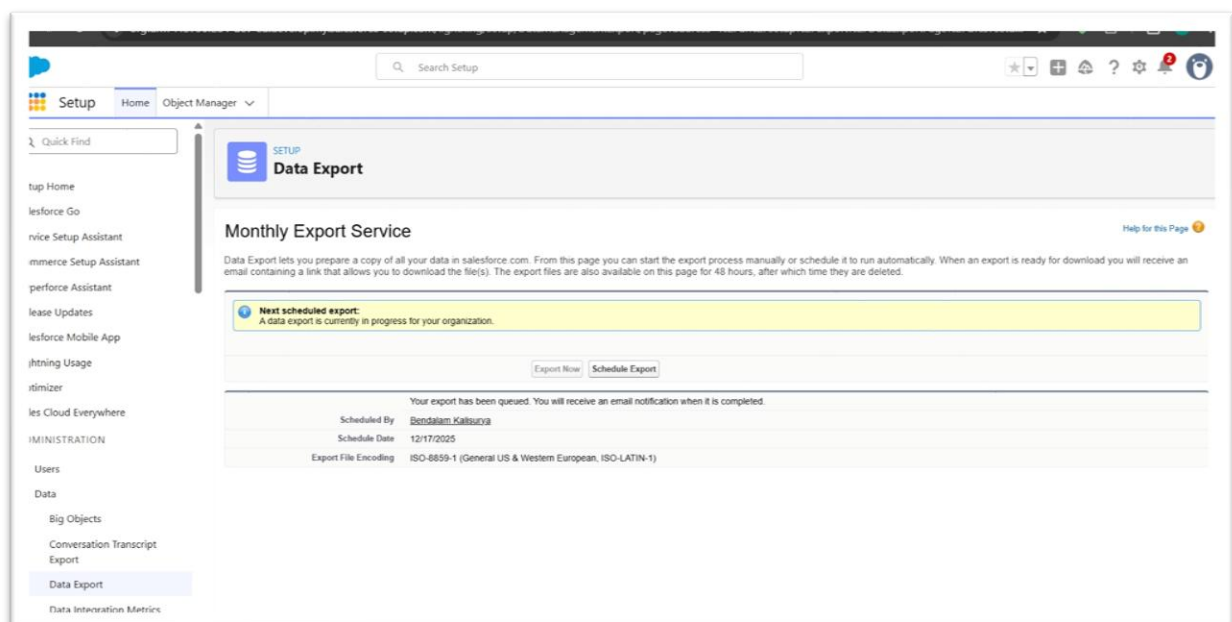 Search Setup
2
Setup Home Object Manager
Quick Find
SETUP
Data Export
tup Home
lesforce Go
rvice Setup Assistant
mmerce Setup Assistant
perforce Assistant
lease Updates
lesforce Mobile App
ghtning Usage
timizer
les Cloud Everywhere
MINISTRATION
Users
Data
Big Objects
Conversation Transcript
Export
Data Export
Data Integration Metrics
Monthly Export Service
Help for this Page ?
Data Export lets you prepare a copy of all your data in salesforce.com. From this page you can start the export process manually or schedule it to run automatically. When an export is ready for download you will receive an
email containing a link that allows you to download the file(s). The export files are also available on this page for 48 hours, after which time they are deleted.
Next scheduled export:
A data export is currently in progress for your organization.
Export Now Schedule Export
Your export has been queued. You will receive an email notification when it is completed.
Scheduled By Bendalam Kalisurya
Schedule Date 12/17/2025
Export File Encoding ISO-8859-1 (General US & Western European, ISO-LATIN-1)